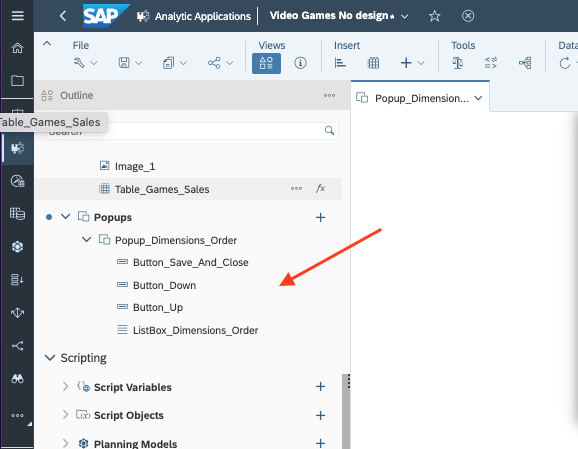 SAP Analytic Applications Video Games No design
File Views Insert Tools Data
Outline
Table_Games_Sales
Search
Image_1
Table_Games_Sales fx
Popups
Popup_Dimensions_Order
Button_Save_And_Close
Button_Down
Button_Up
ListBox_Dimensions_Order
Scripting
Script Variables
Script Objects
Planning Models
Popup_Dimension...